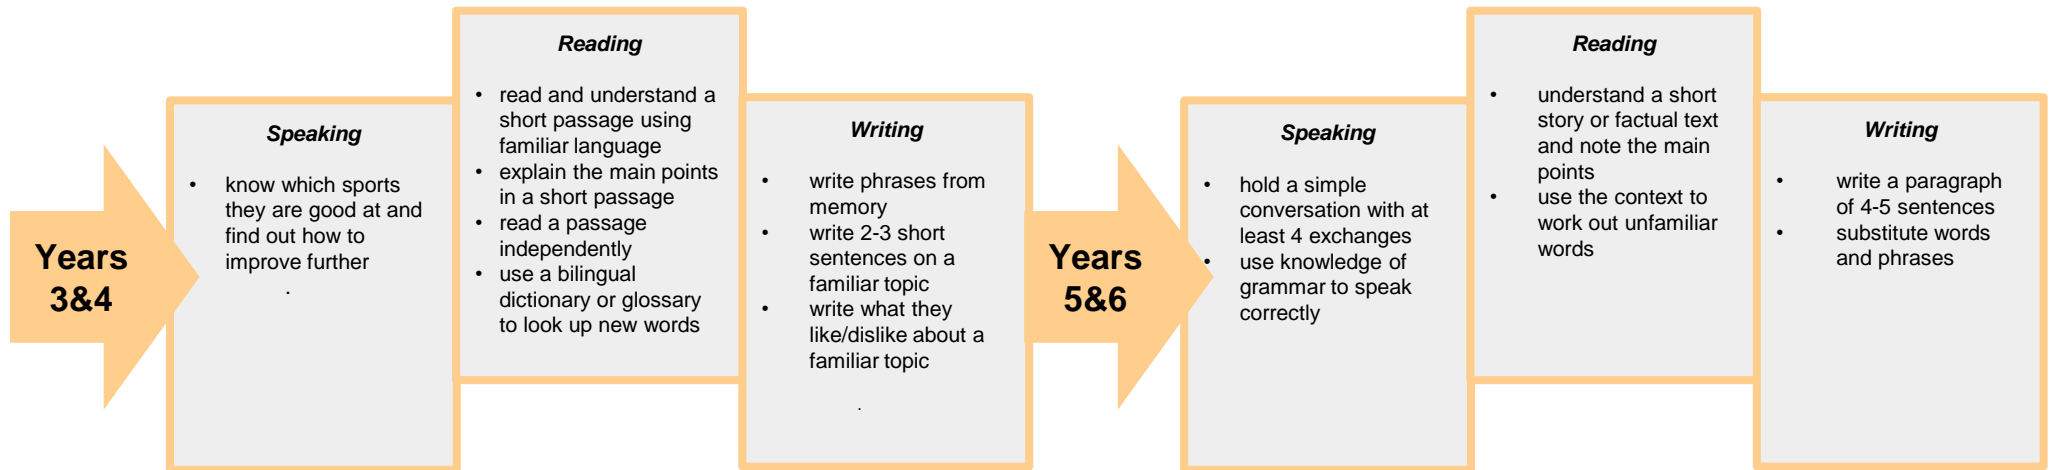 Years
3&4
Speaking
• know which sports
they are good at and
find out how to
improve further
.
Reading
• read and understand a
short passage using
familiar language
• explain the main points
in a short passage
• read a passage
independently
• use a bilingual
dictionary or glossary
to look up new words
Writing
• write phrases from
memory
• write 2-3 short
sentences on a
familiar topic
• write what they
like/dislike about a
familiar topic
.
Years
5&6
Speaking
• hold a simple
conversation with at
least 4 exchanges
• use knowledge of
grammar to speak
correctly
Reading
• understand a short
story or factual text
and note the main
points
• use the context to
work out unfamiliar
words
Writing
• write a paragraph
of 4-5 sentences
• substitute words
and phrases